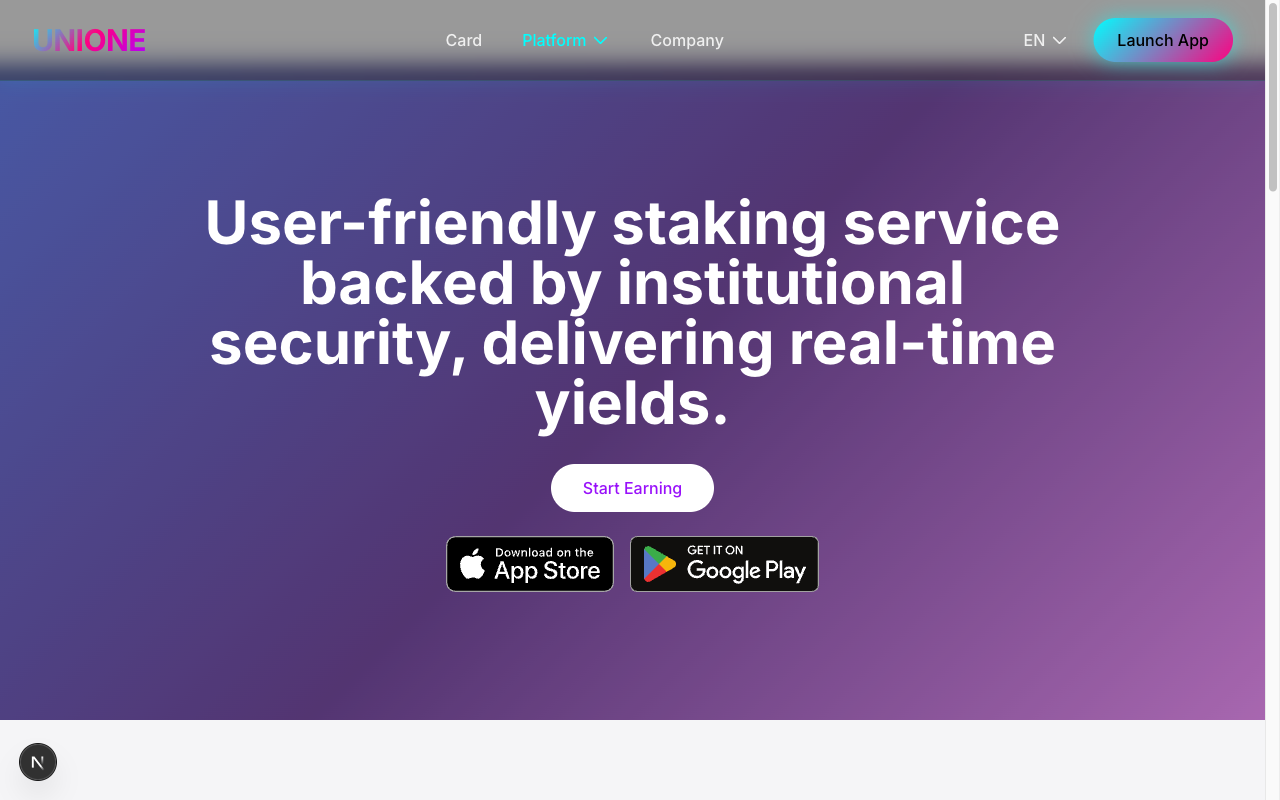 UNIONE
Card
Platform
Company
EN
Launch App
User-friendly staking service
backed by institutional
security, delivering real-time
yields.
Start Earning
Download on the
App Store
GET IT ON
Google Play
N